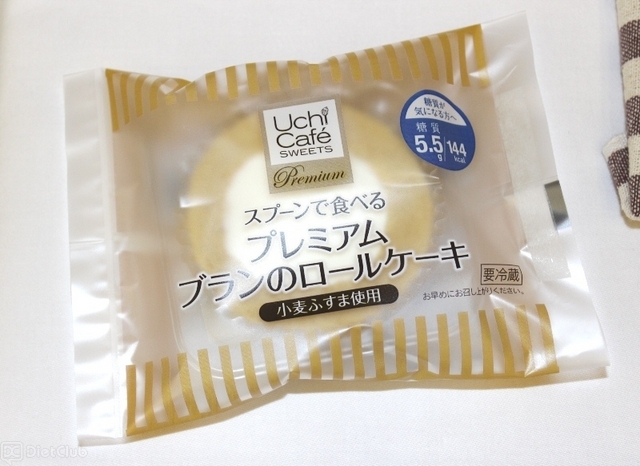 Uchi
Café
SWEETS
Premium
糖質が
気になる方へ
糖質
5.5g/144kcal
スプーンで食べる
プレミアム
ブランのロールケーキ
小麦ふすま使用
要冷蔵
お早めにお召し上がりください。
DietClub